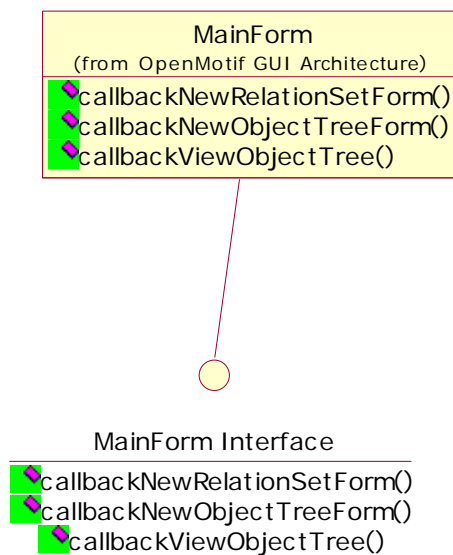 MainForm
(from OpenMotif GUI Architecture)
callbackNewRelationSetForm()
callbackNewObjectTreeForm()
callbackViewObjectTree()
MainForm Interface
callbackNewRelationSetForm()
callbackNewObjectTreeForm()
callbackViewObjectTree()